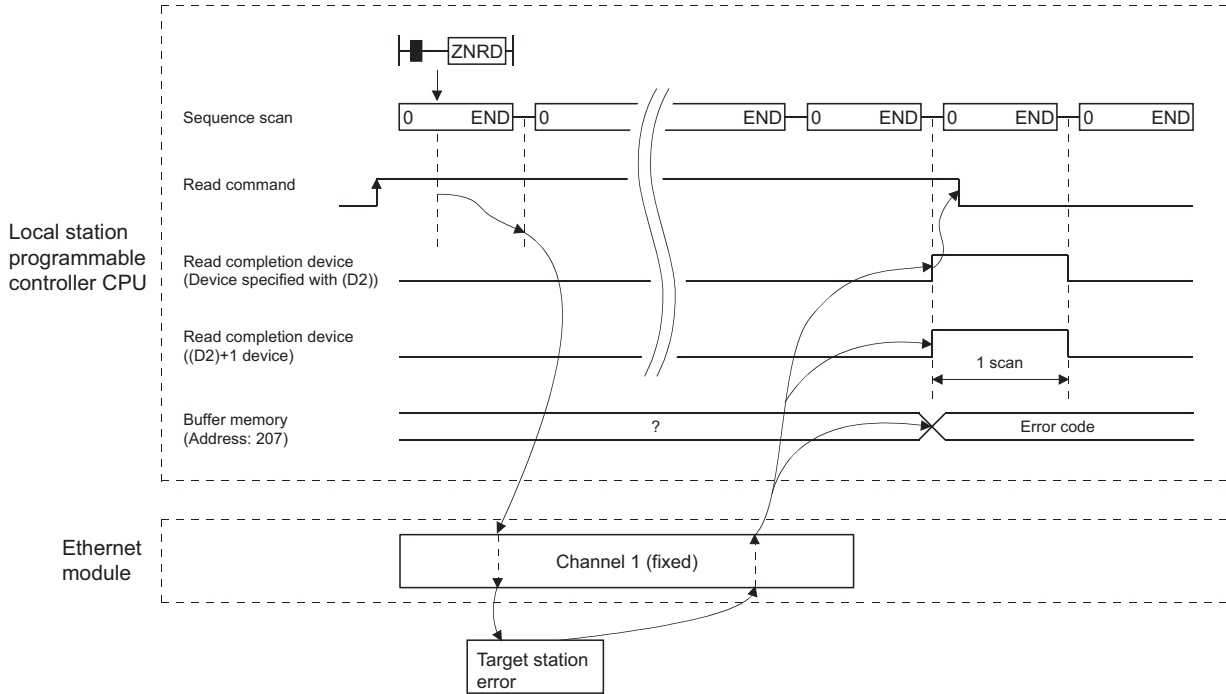 ZNRD
Sequence scan
0 END 0 END 0 END 0 END 0 END
Read command
Local station
programmable
controller CPU
Read completion device
(Device specified with (D2))
Read completion device
((D2)+1 device)
1 scan
Buffer memory
(Address: 207)
?
Error code
Ethernet
module
Channel 1 (fixed)
Target station
error